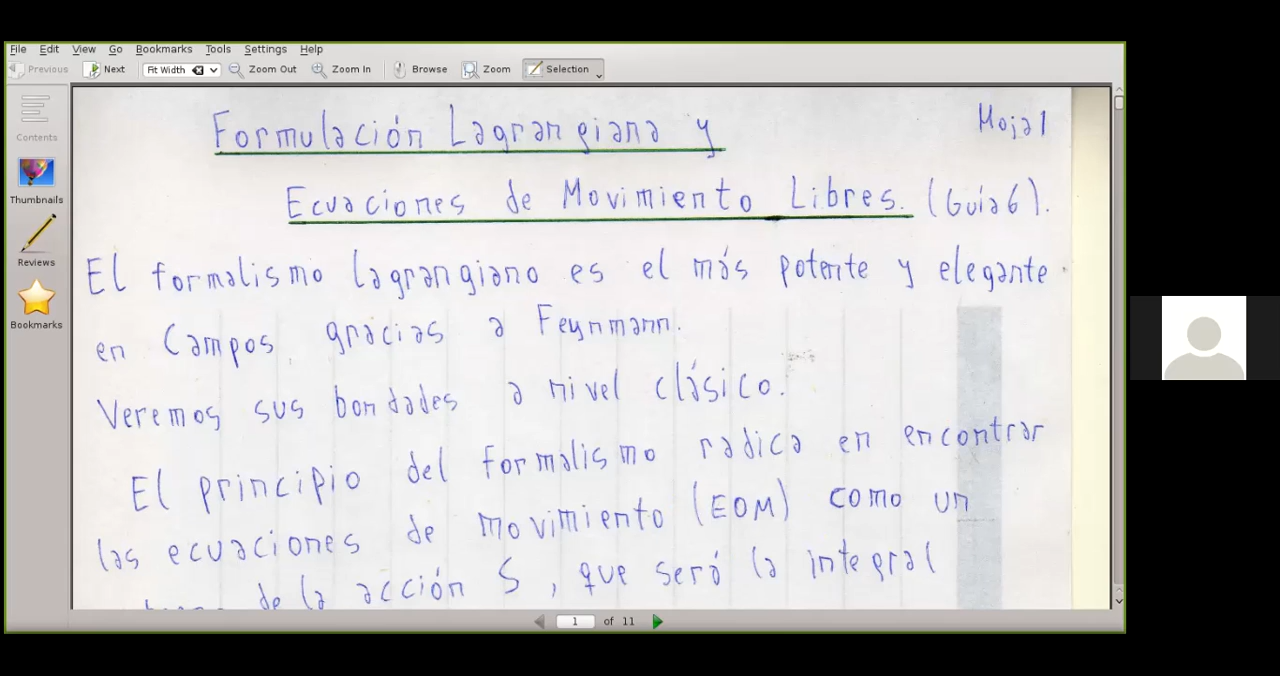 File Edit View Go Bookmarks Tools Settings Help
Previous Next Fit Width Zoom Out Zoom In Browse Zoom Selection
Contents
Thumbnails
Reviews
Bookmarks
Formulación Lagrangiana y Hoja 1
Ecuaciones de Movimiento Libres. (Guía 6).
El formalismo lagrangiano es el más potente y elegante
en Campos gracias a Feynmann.
Veremos sus bondades a nivel clásico.
El principio del formalismo radica en encontrar
las ecuaciones de movimiento (EOM) como un
de la acción S, que será la integral
1 of 11